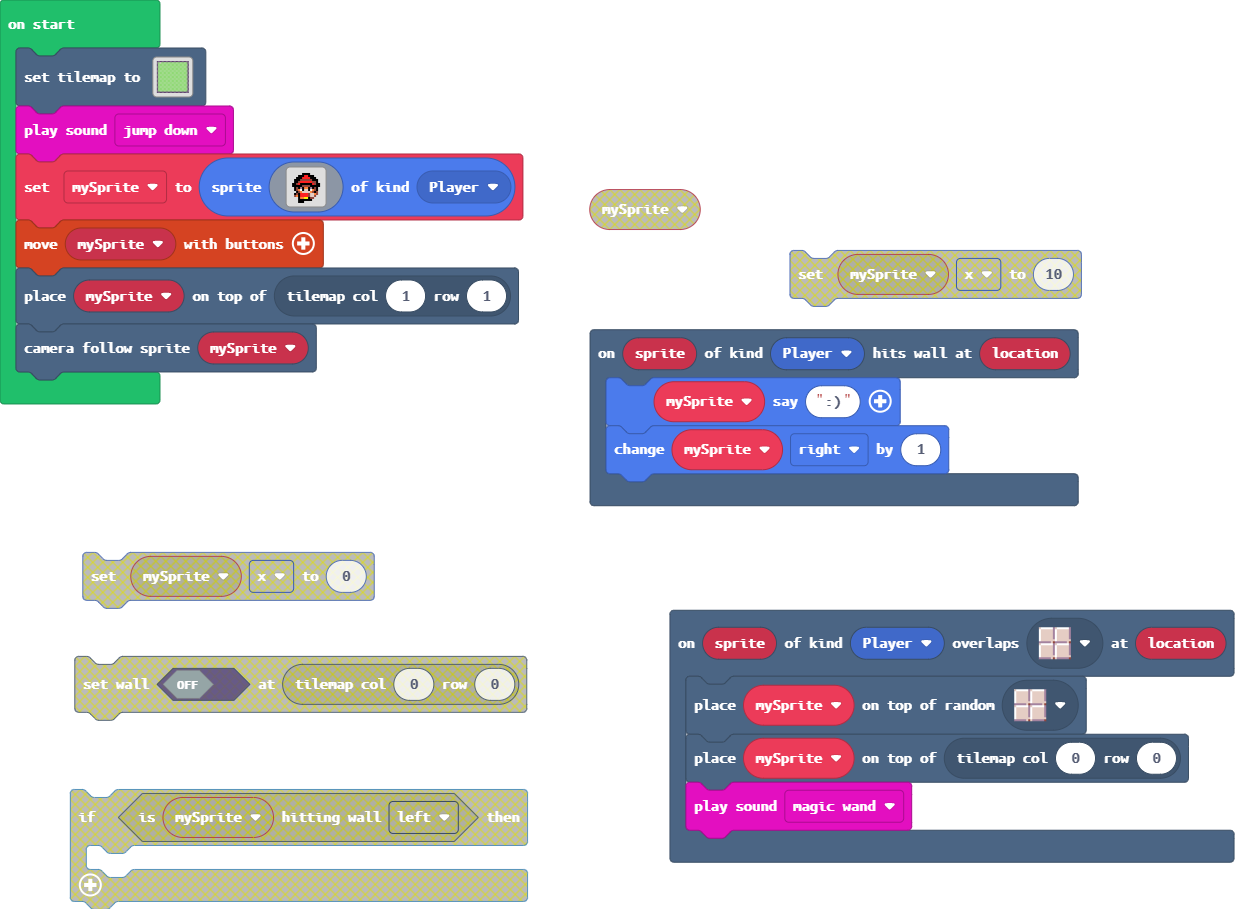 on start
set tilemap to
play sound jump down
set mySprite to sprite of kind Player
move mySprite with buttons
place mySprite on top of tilemap col 1 row 1
camera follow sprite mySprite
mySprite
set mySprite x to 10
on sprite of kind Player hits wall at location
mySprite say ":)"
change mySprite right by 1
set mySprite x to 0
set wall OFF at tilemap col 0 row 0
if is mySprite hitting wall left then
on sprite of kind Player overlaps at location
place mySprite on top of random
place mySprite on top of tilemap col 0 row 0
play sound magic wand